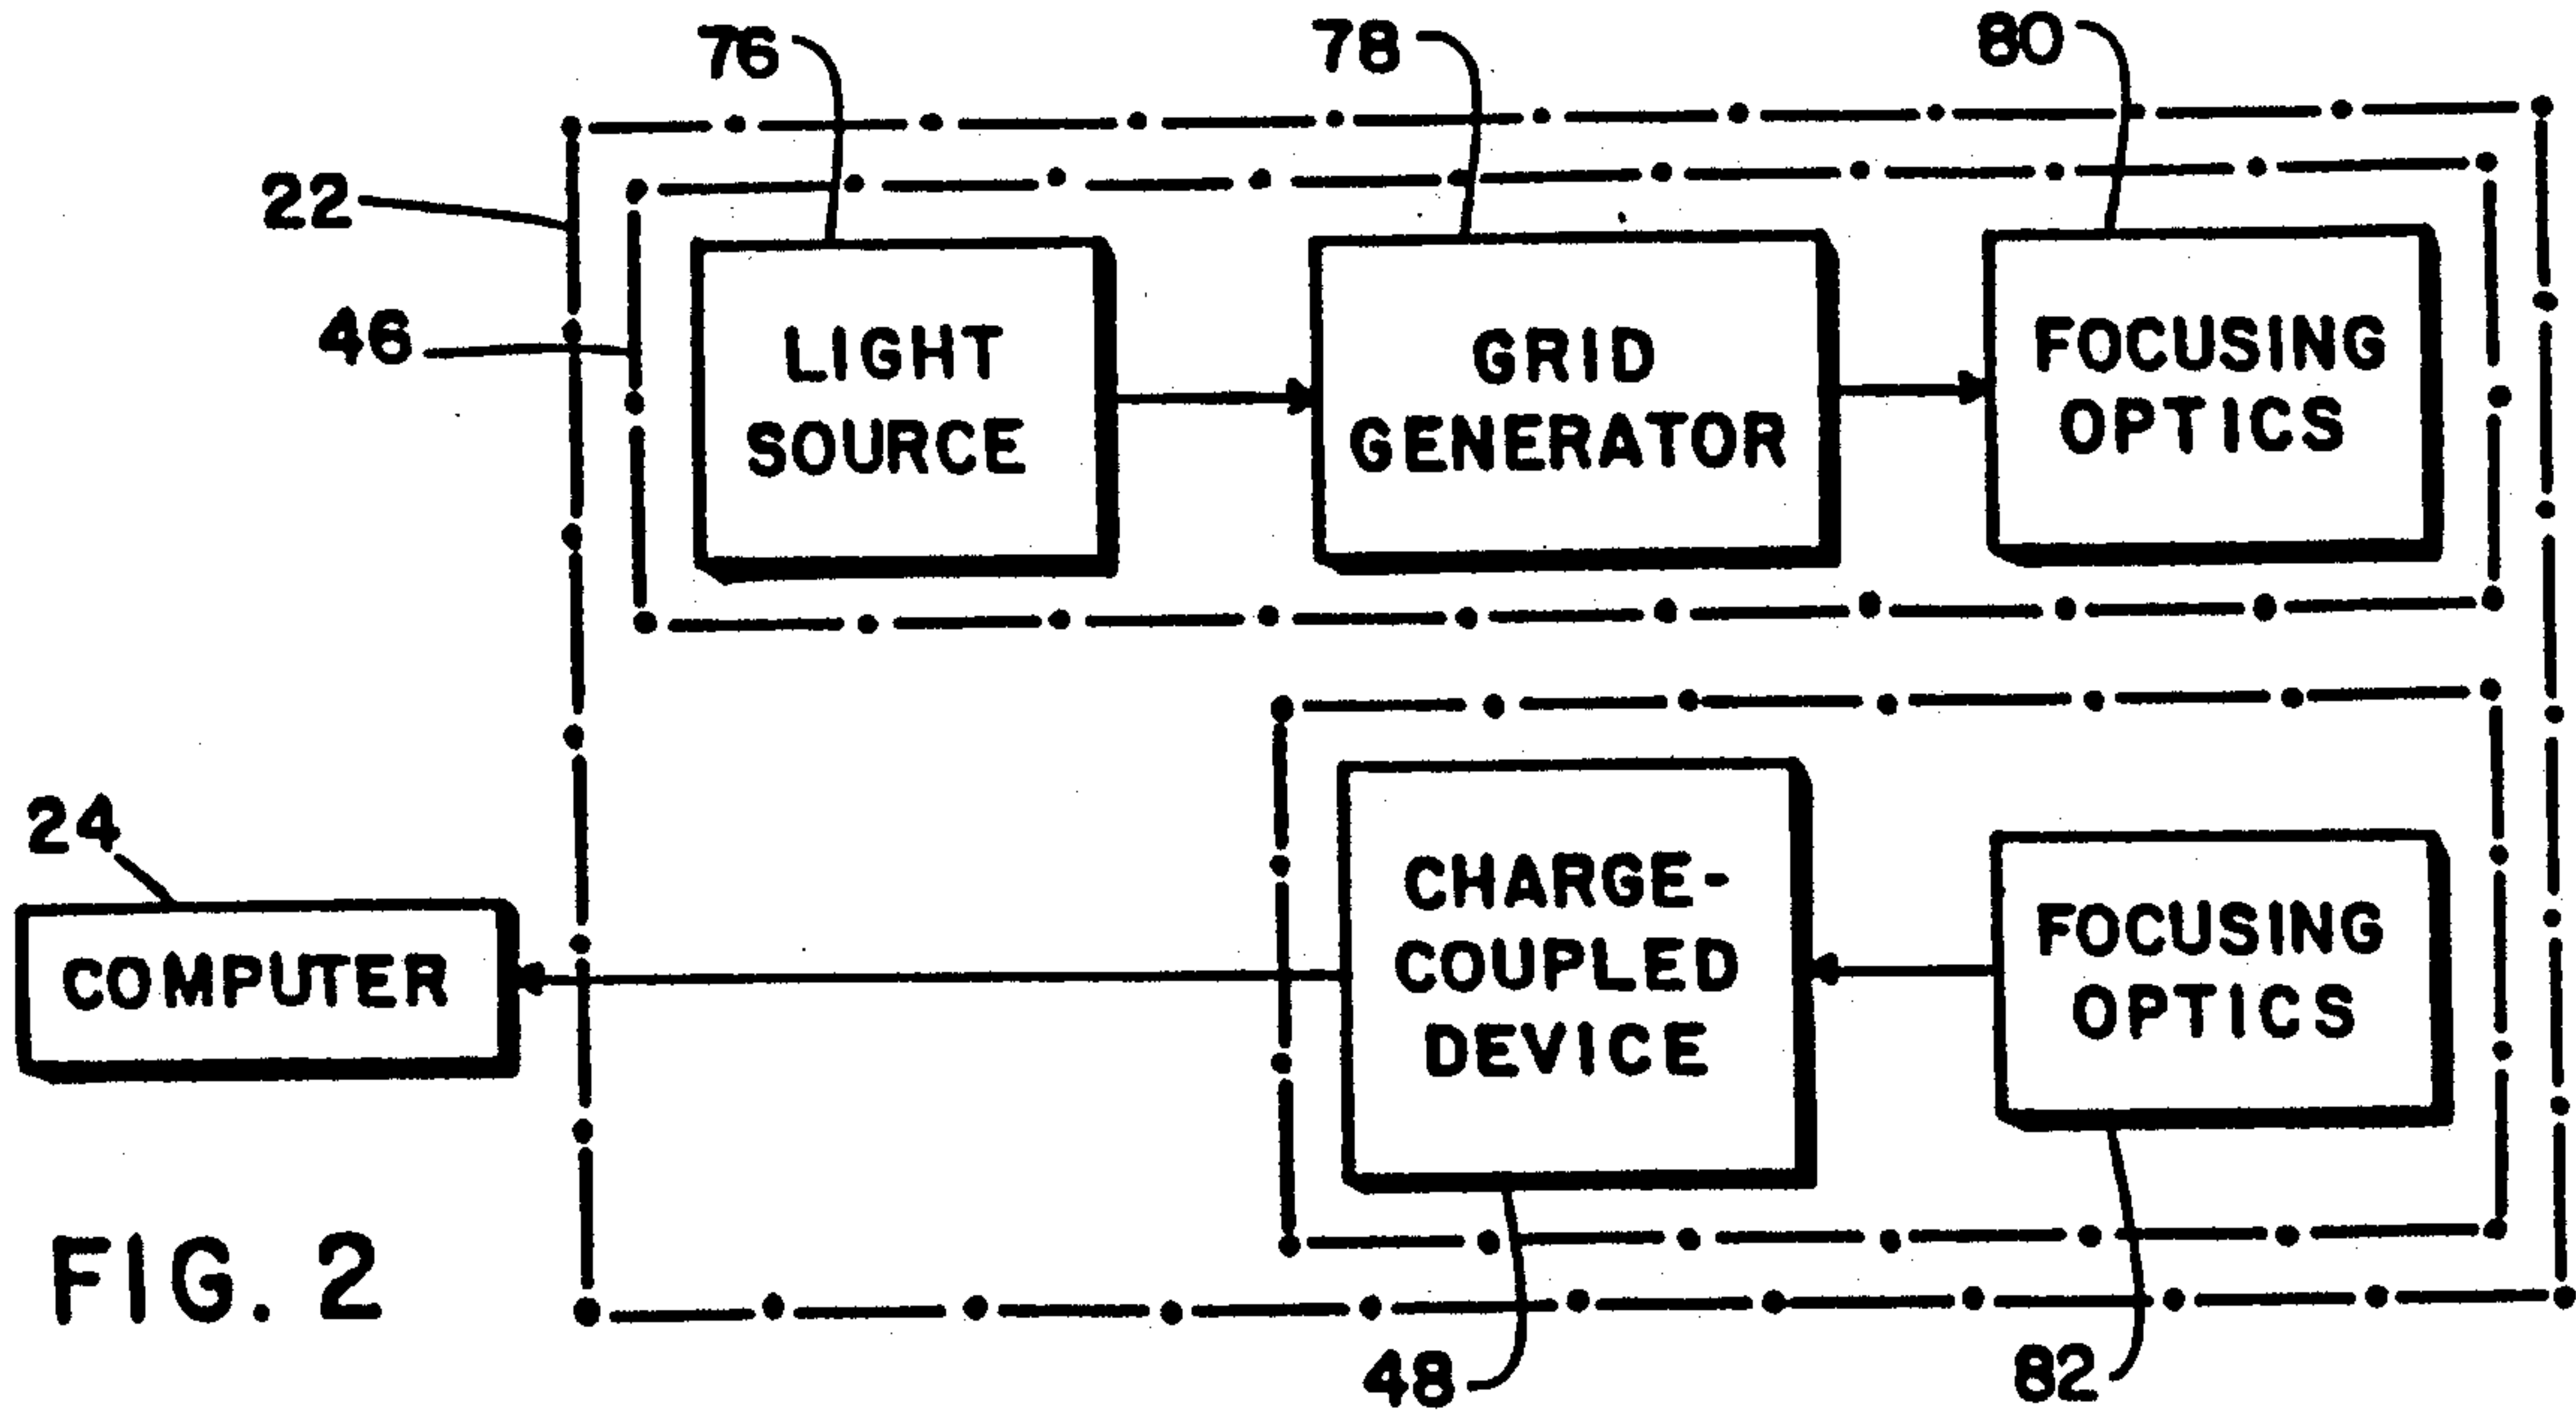 76
78
80
22
46
LIGHT
SOURCE
GRID
GENERATOR
FOCUSING
OPTICS
24
COMPUTER
CHARGE-
COUPLED
DEVICE
FOCUSING
OPTICS
FIG. 2
48
82